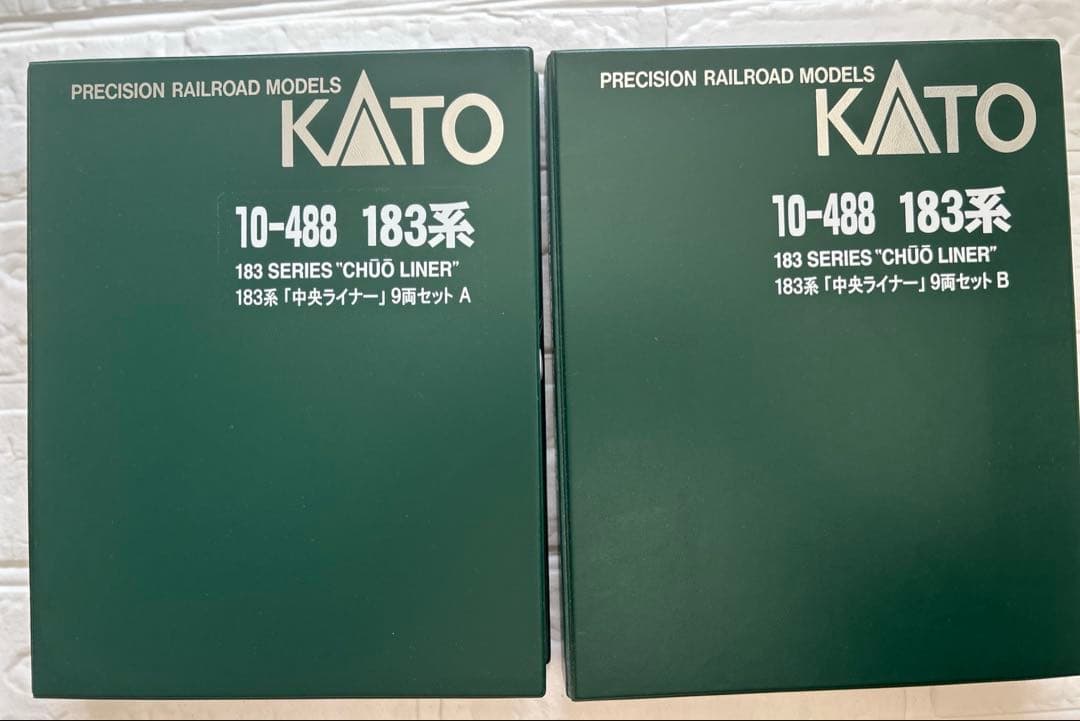 PRECISION RAILROAD MODELS
KATO
10-488 183系
183 SERIES "CHŪŌ LINER"
183系「中央ライナー」9両セット A
PRECISION RAILROAD MODELS
KATO
10-488 183系
183 SERIES "CHŪŌ LINER"
183系「中央ライナー」9両セット B